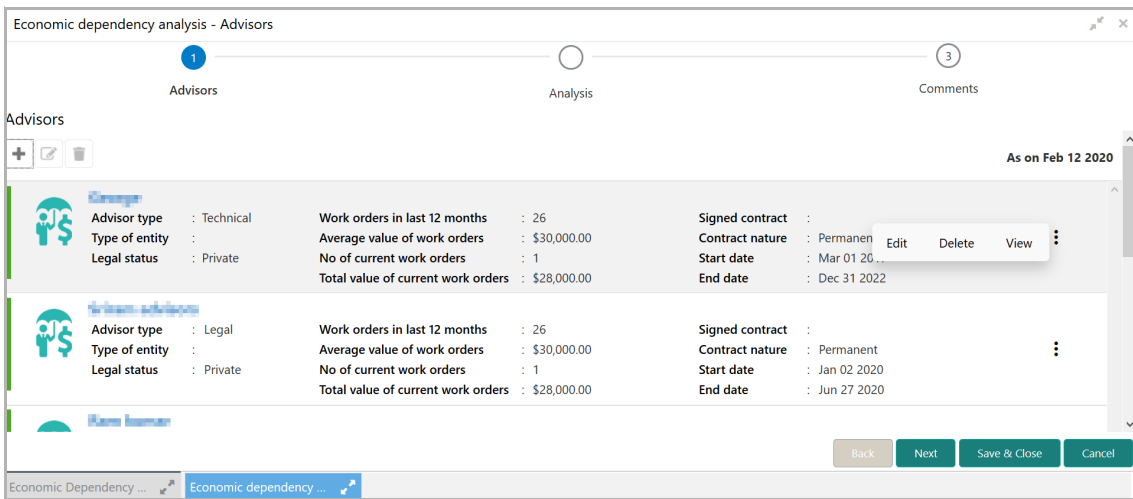 Economic dependency analysis - Advisors
1
3
Advisors
Analysis
Comments
Advisors
As on Feb 12 2020
Advisor type : Technical Work orders in last 12 months : 26 Signed contract :
Type of entity : Average value of work orders : $30,000.00 Contract nature : Permanen
Edit Delete View
Legal status : Private No of current work orders : 1 Start date : Mar 01 201
Total value of current work orders : $28,000.00 End date : Dec 31 2022
Advisor type : Legal Work orders in last 12 months : 26 Signed contract :
Type of entity : Average value of work orders : $30,000.00 Contract nature : Permanent
Legal status : Private No of current work orders : 1 Start date : Jan 02 2020
Total value of current work orders : $28,000.00 End date : Jun 27 2020
Back Next Save & Close Cancel
Economic Dependency ... Economic dependency ...